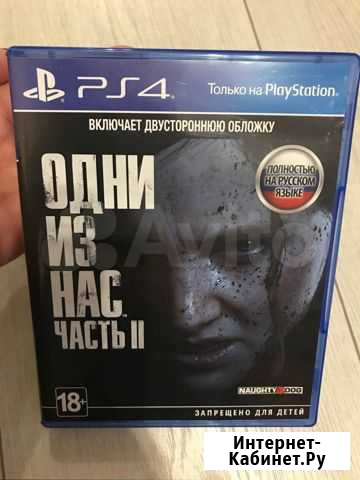 PS4
Только на PlayStation
ВКЛЮЧАЕТ ДВУСТОРОННЮЮ ОБЛОЖКУ
ПОЛНОСТЬЮ
НА РУССКОМ
ЯЗЫКЕ
ОДНИ
ИЗ
НАС
ЧАСТЬ II
Avito
18+
NAUGHTY DOG
ЗАПРЕЩЕНО ДЛЯ ДЕТЕЙ
Интернет-
Кабинет.Ру